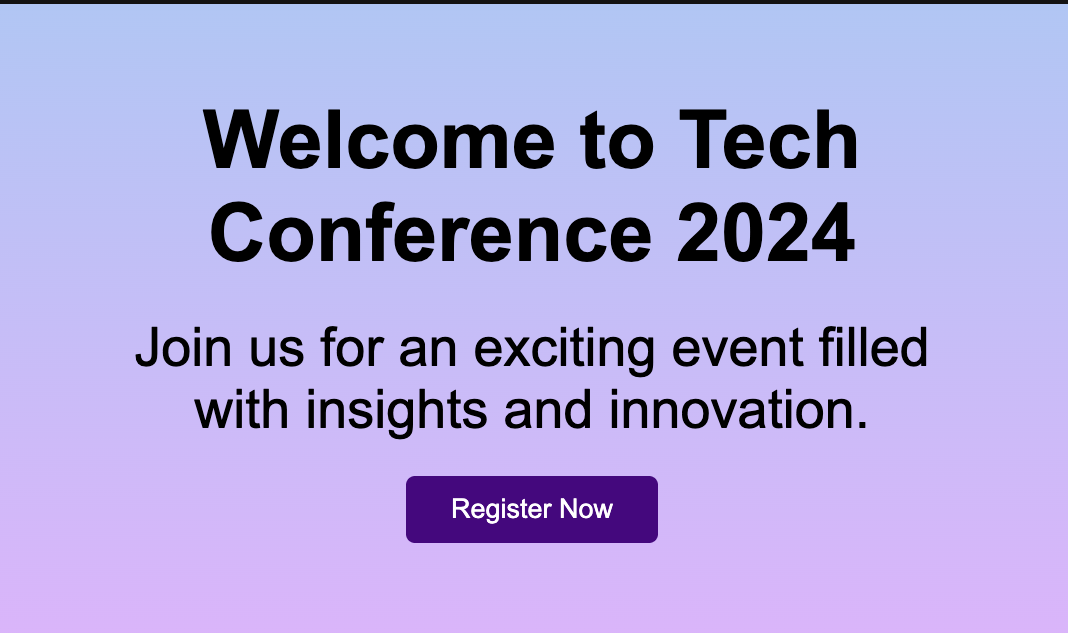 Welcome to Tech
Conference 2024
Join us for an exciting event filled
with insights and innovation.
Register Now